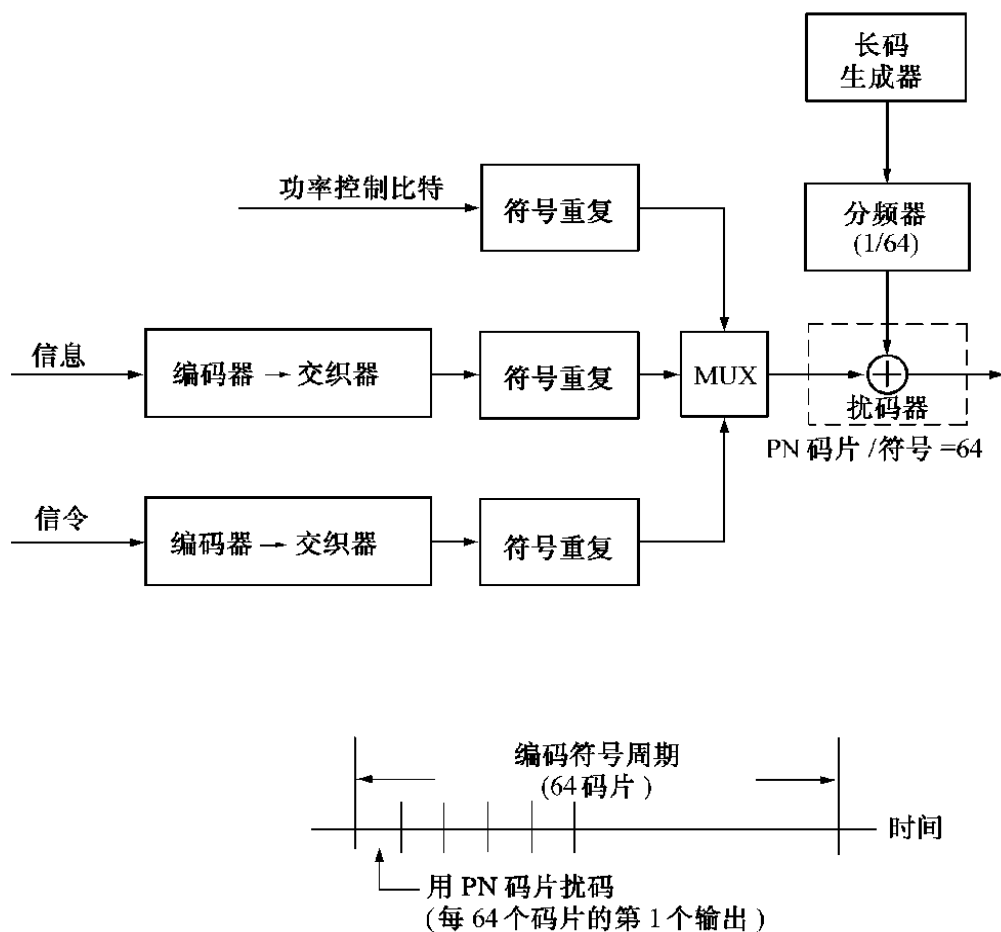 长码
生成器
功率控制比特
符号重复
分频器
(1/64)
信息
编码器 → 交织器
符号重复
MUX
扰码器
PN 码片 /符号 =64
信令
编码器 → 交织器
符号重复
编码符号周期
(64 码片 )
时间
用 PN 码片扰码
(每 64 个码片的第 1 个输出 )